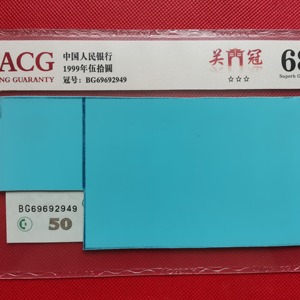 ACG
NG GUARANTY
中国人民银行
1999年伍拾圆
冠号：BG69692949
关门冠
☆☆☆
68
Superb G
BG69692949
50